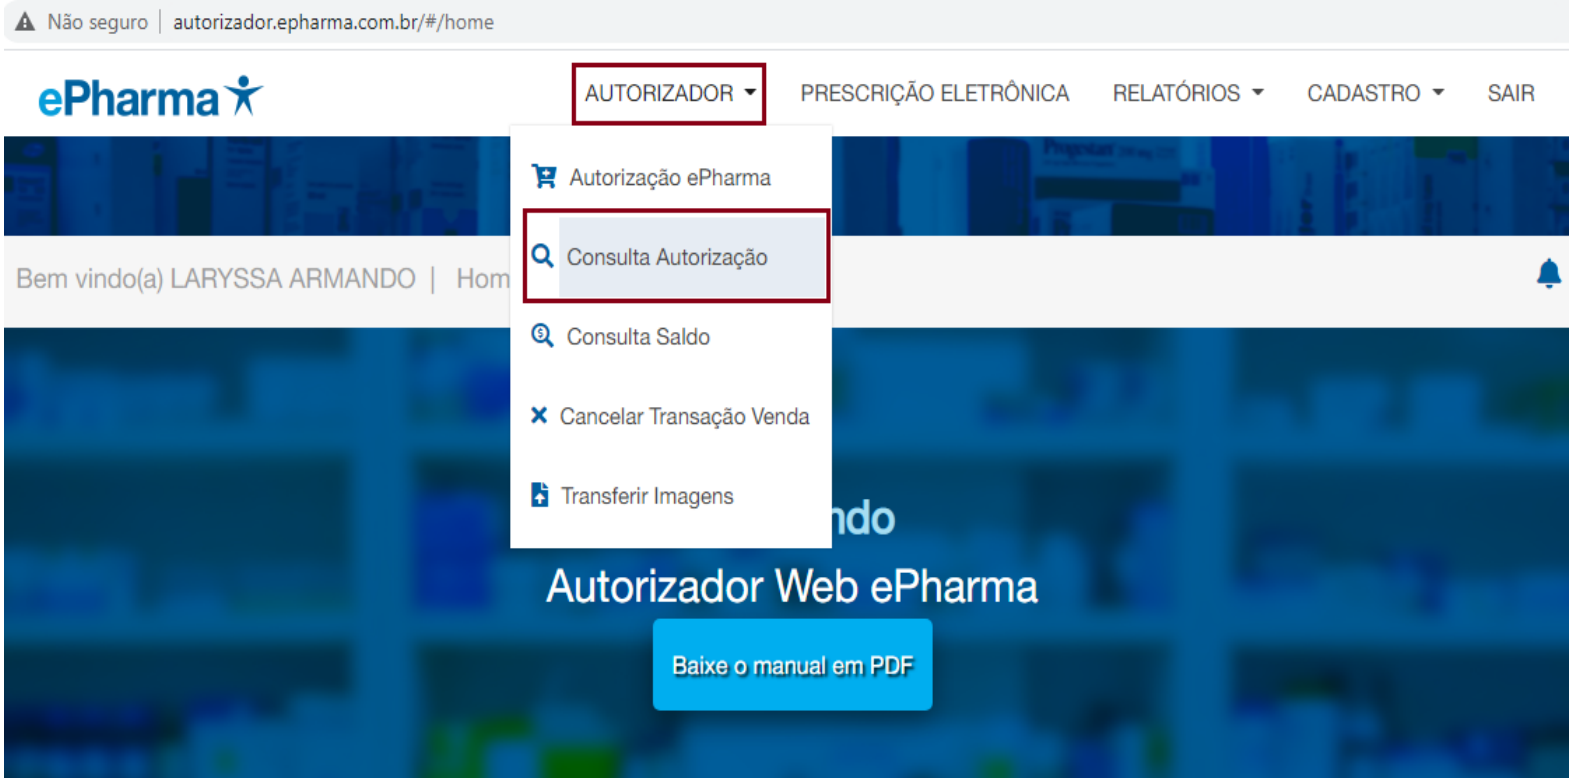 Não seguro | autorizador.epharma.com.br/#/home
ePharma
AUTORIZADOR PRESCRIÇÃO ELETRÔNICA RELATÓRIOS CADASTRO SAIR
Autorização ePharma
Consulta Autorização
Bem vindo(a) LARYSSA ARMANDO | Hom
Consulta Saldo
Cancelar Transação Venda
Transferir Imagens
ndo
Autorizador Web ePharma
Baixe o manual em PDF